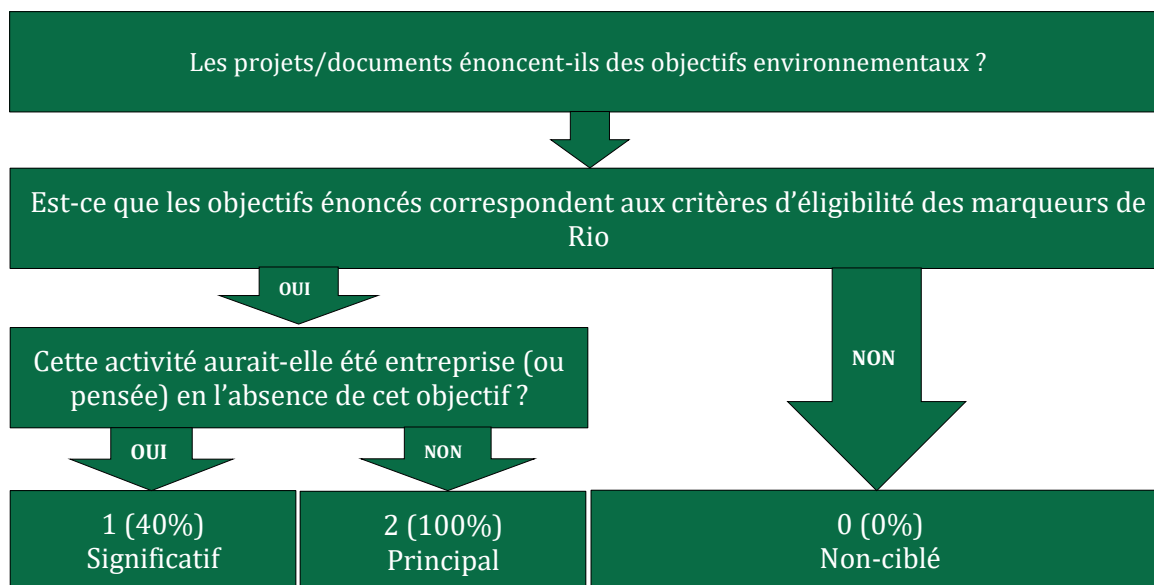 Les projets/documents énoncent-ils des objectifs environnementaux ?
Est-ce que les objectifs énoncés correspondent aux critères d’éligibilité des marqueurs de
Rio
OUI
NON
Cette activité aurait-elle été entreprise (ou
pensée) en l’absence de cet objectif ?
OUI
NON
1 (40%)
Significatif
2 (100%)
Principal
0 (0%)
Non-ciblé